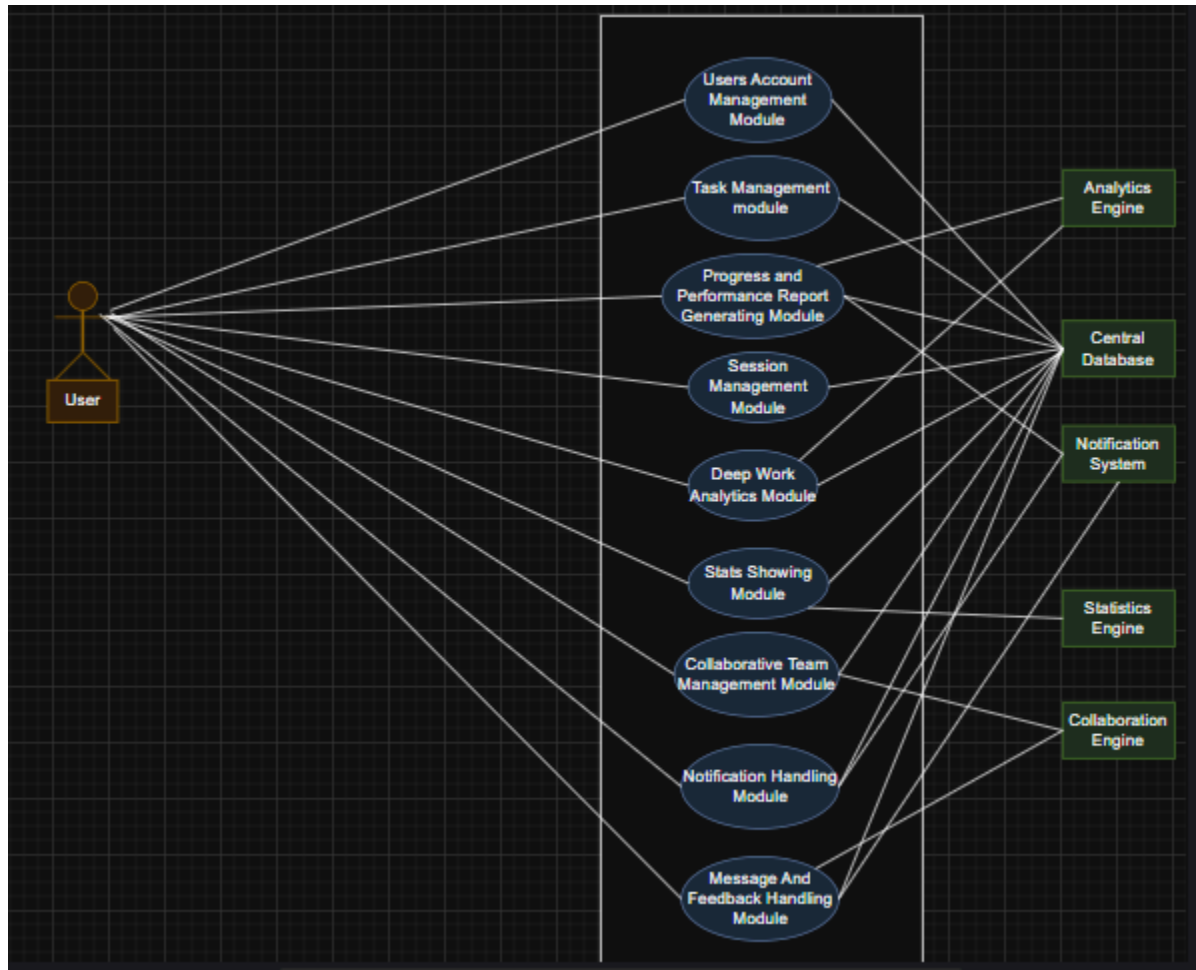 Users Account
Management
Module
Task Management
module
Progress and
Performance Report
Generating Module
Session
Management
Module
Deep Work
Analytics Module
Stats Showing
Module
Collaborative Team
Management Module
Notification Handling
Module
Message And
Feedback Handling
Module
User
Analytics
Engine
Central
Database
Notification
System
Statistics
Engine
Collaboration
Engine